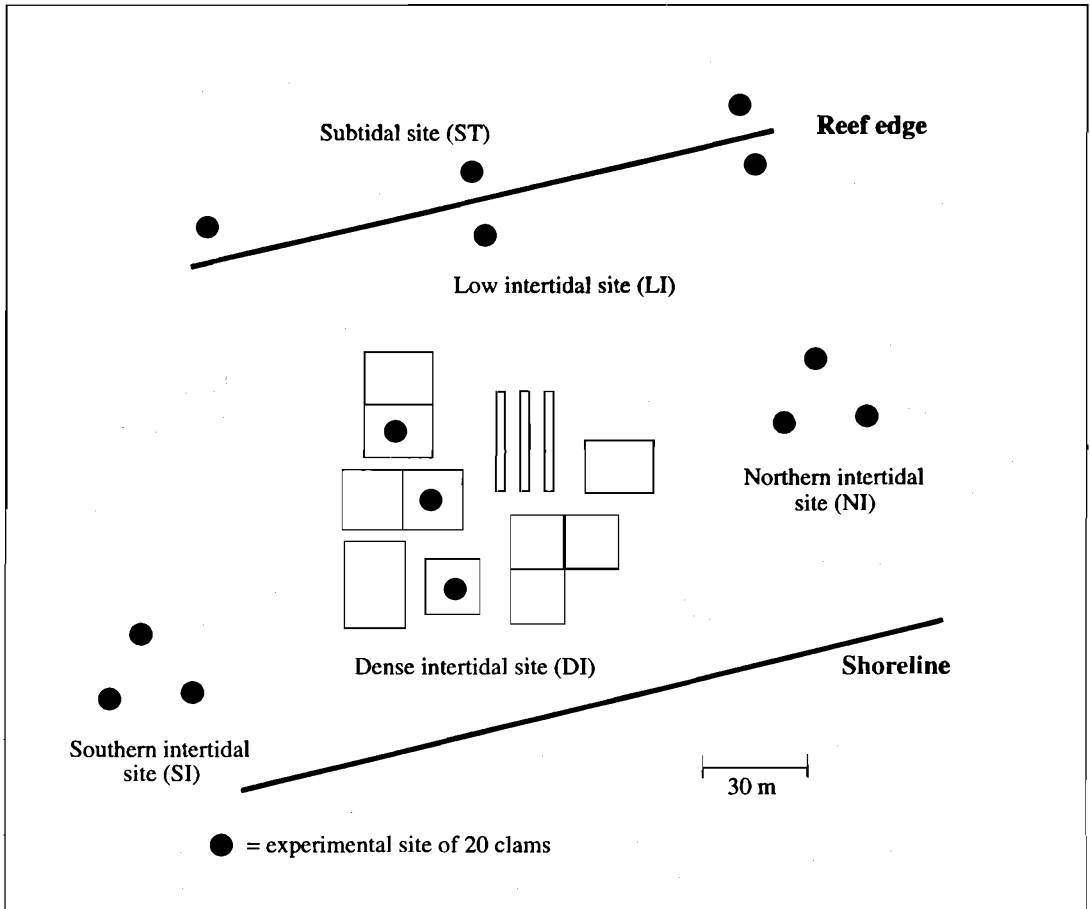 Subtidal site (ST)
Reef edge
Low intertidal site (LI)
Northern intertidal
site (NI)
Dense intertidal site (DI)
Shoreline
Southern intertidal
site (SI)
30 m
= experimental site of 20 clams